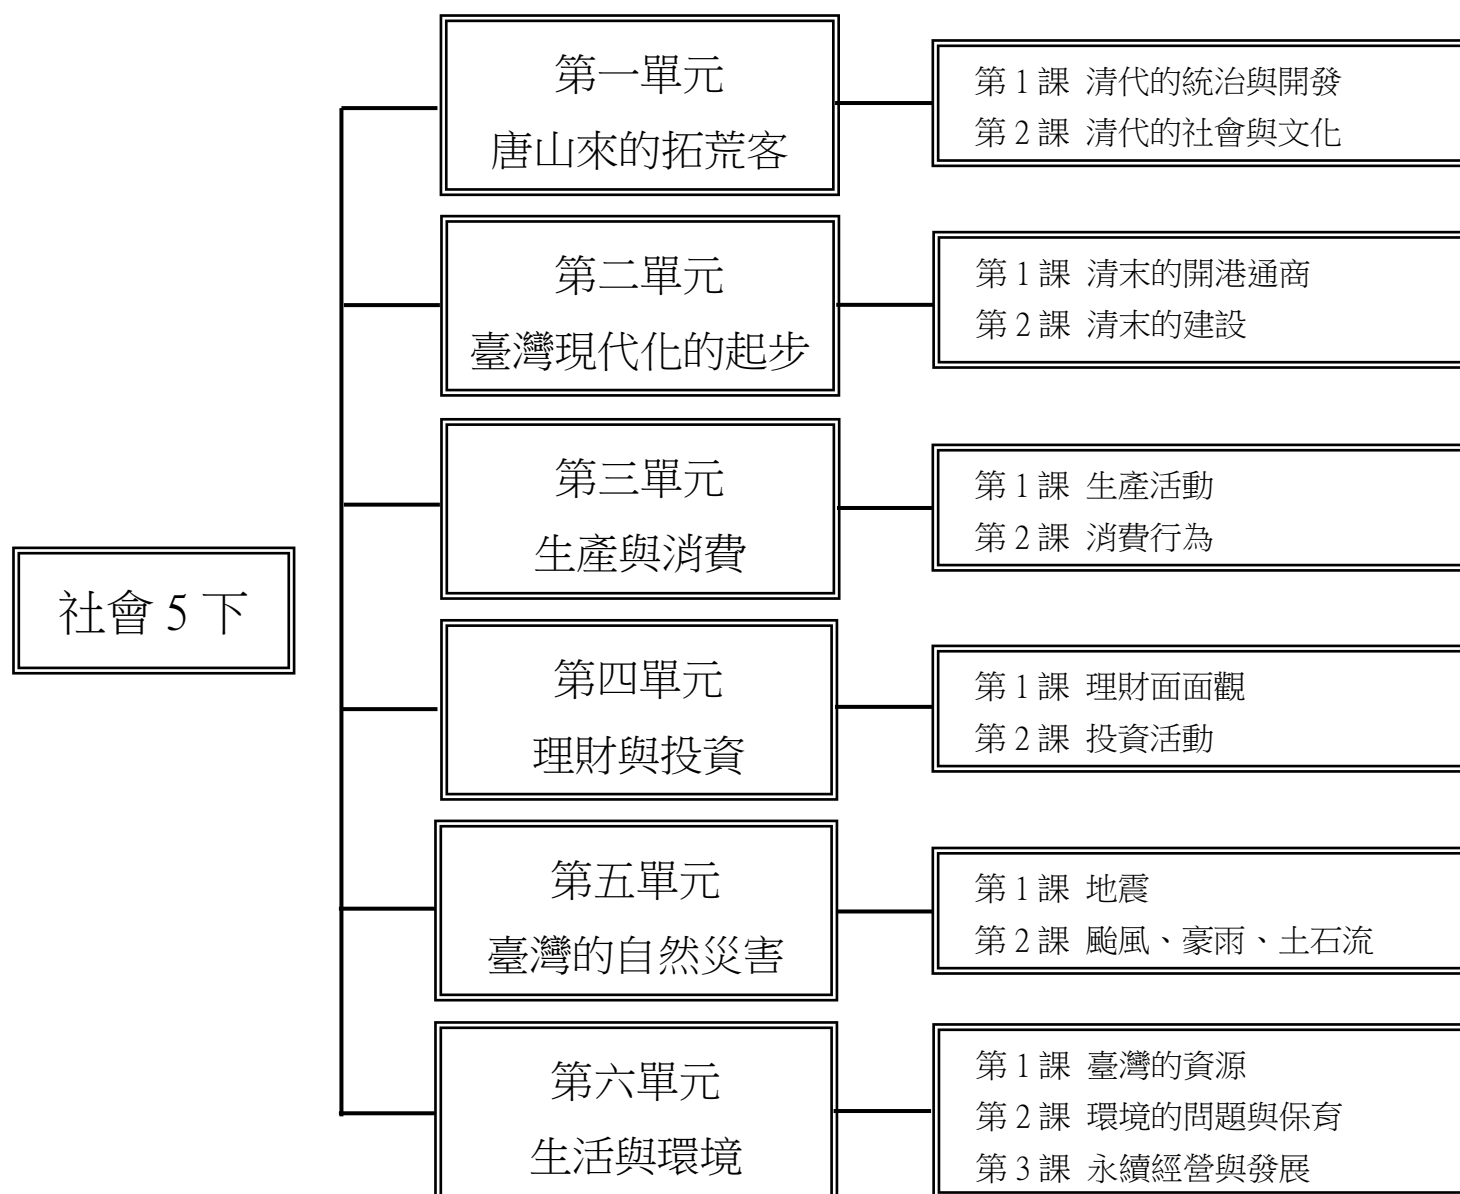 社會 5 下
第一單元
唐山來的拓荒客
第 1 課 清代的統治與開發
第 2 課 清代的社會與文化
第二單元
臺灣現代化的起步
第 1 課 清末的開港通商
第 2 課 清末的建設
第三單元
生產與消費
第 1 課 生產活動
第 2 課 消費行為
第四單元
理財與投資
第 1 課 理財面面觀
第 2 課 投資活動
第五單元
臺灣的自然災害
第 1 課 地震
第 2 課 颱風、豪雨、土石流
第六單元
生活與環境
第 1 課 臺灣的資源
第 2 課 環境的問題與保育
第 3 課 永續經營與發展